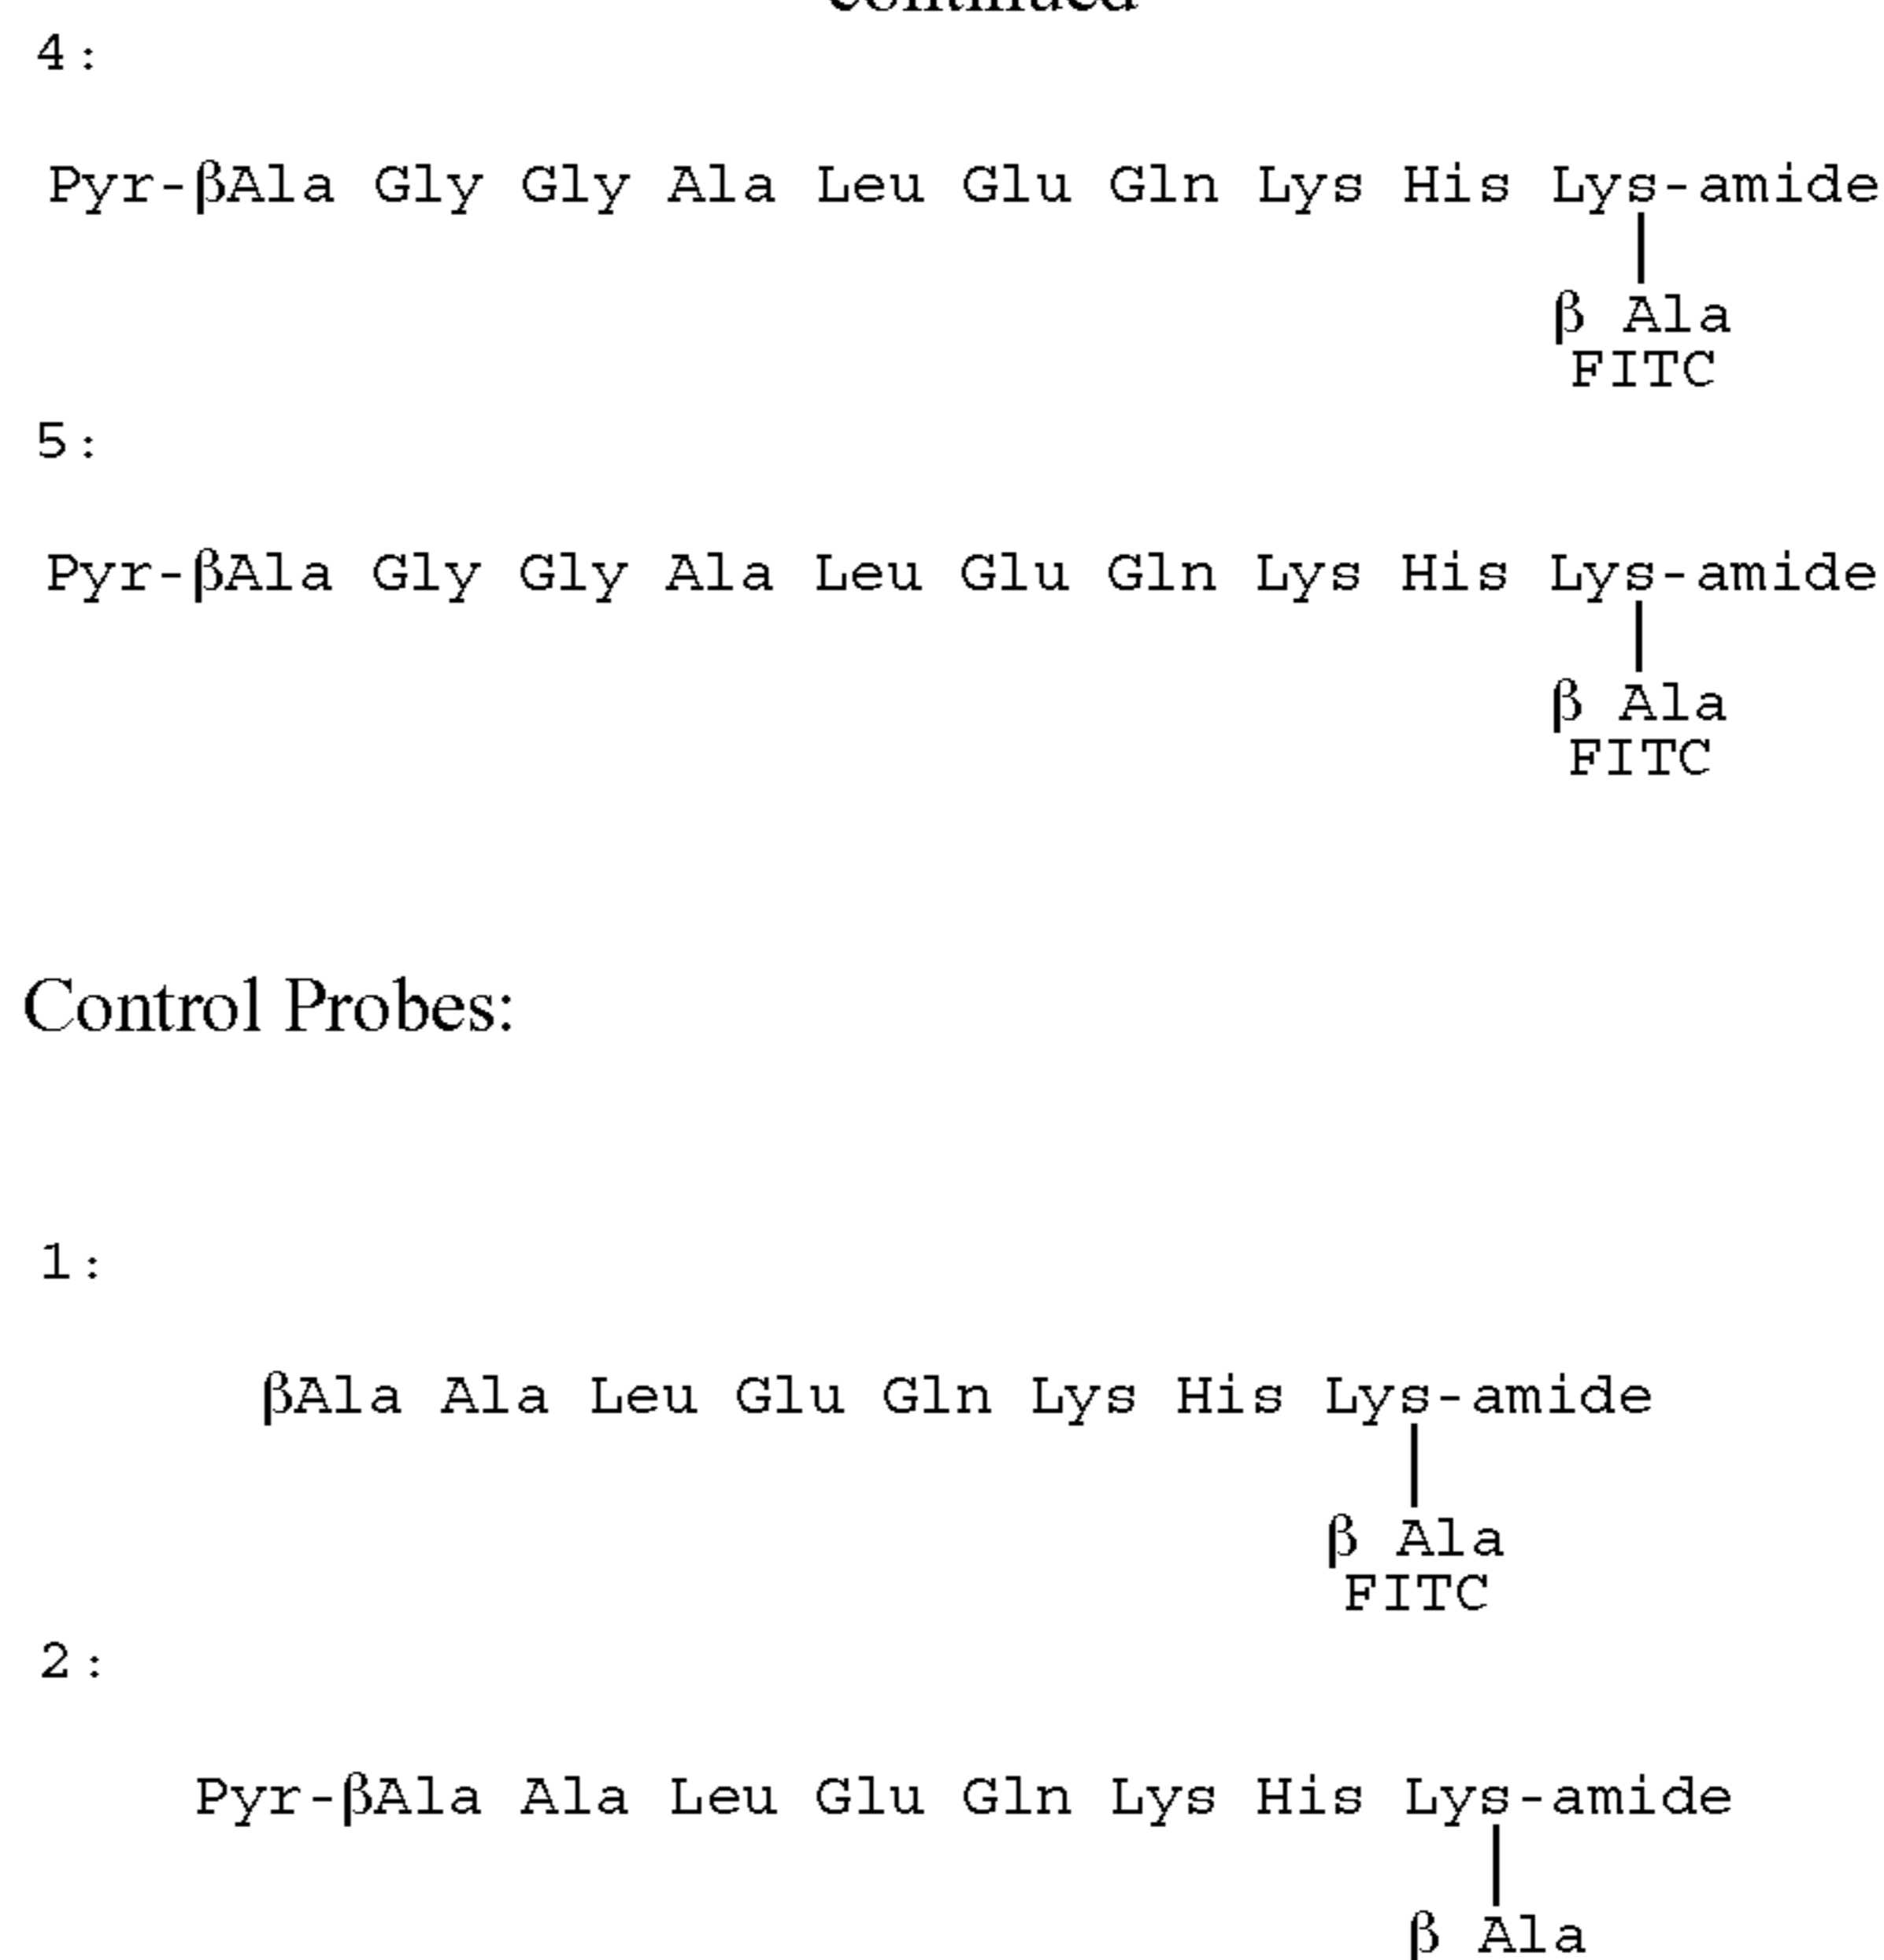 4:
Pyr-βAla Gly Gly Ala Leu Glu Gln Lys His Lys-amide
β Ala
FITC
5:
Pyr-βAla Gly Gly Ala Leu Glu Gln Lys His Lys-amide
β Ala
FITC
Control Probes:
1:
βAla Ala Leu Glu Gln Lys His Lys-amide
β Ala
FITC
2:
Pyr-βAla Ala Leu Glu Gln Lys His Lys-amide
β Ala